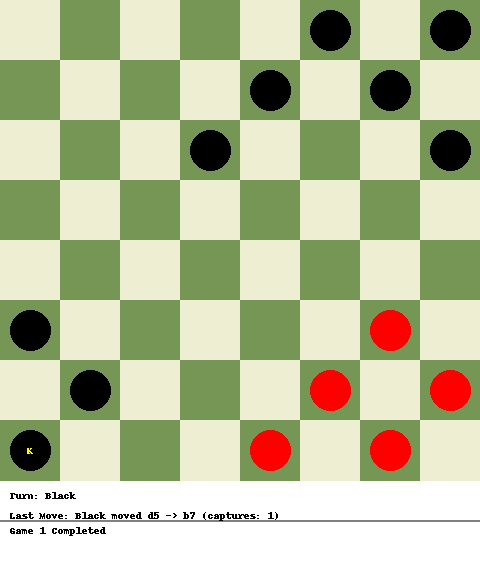 K
Turn: Black
Last Move: Black moved d5 -> b7 (captures: 1)
Game 1 Completed